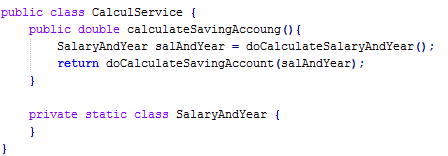 public class CalculService {
    public double calculateSavingAccoung(){
        SalaryAndYear salAndYear = doCalculateSalaryAndYear();
        return doCalculateSavingAccount(salAndYear);
    }
    private static class SalaryAndYear {
    }
}